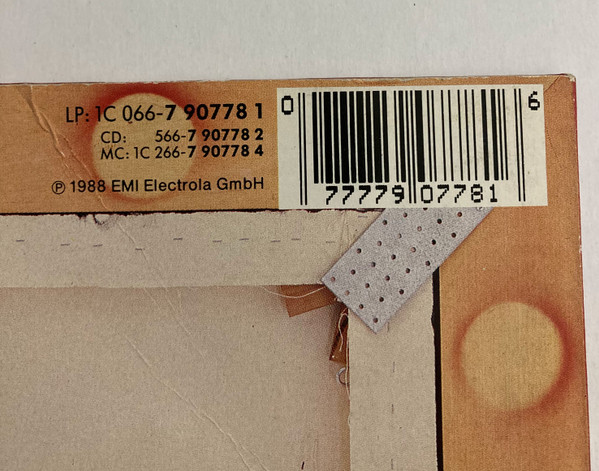 LP: 1C 066-7 90778 1
CD: 566-7 90778 2
MC: 1C 266-7 90778 4
℗ 1988 EMI Electrola GmbH
0 77779 07781 6